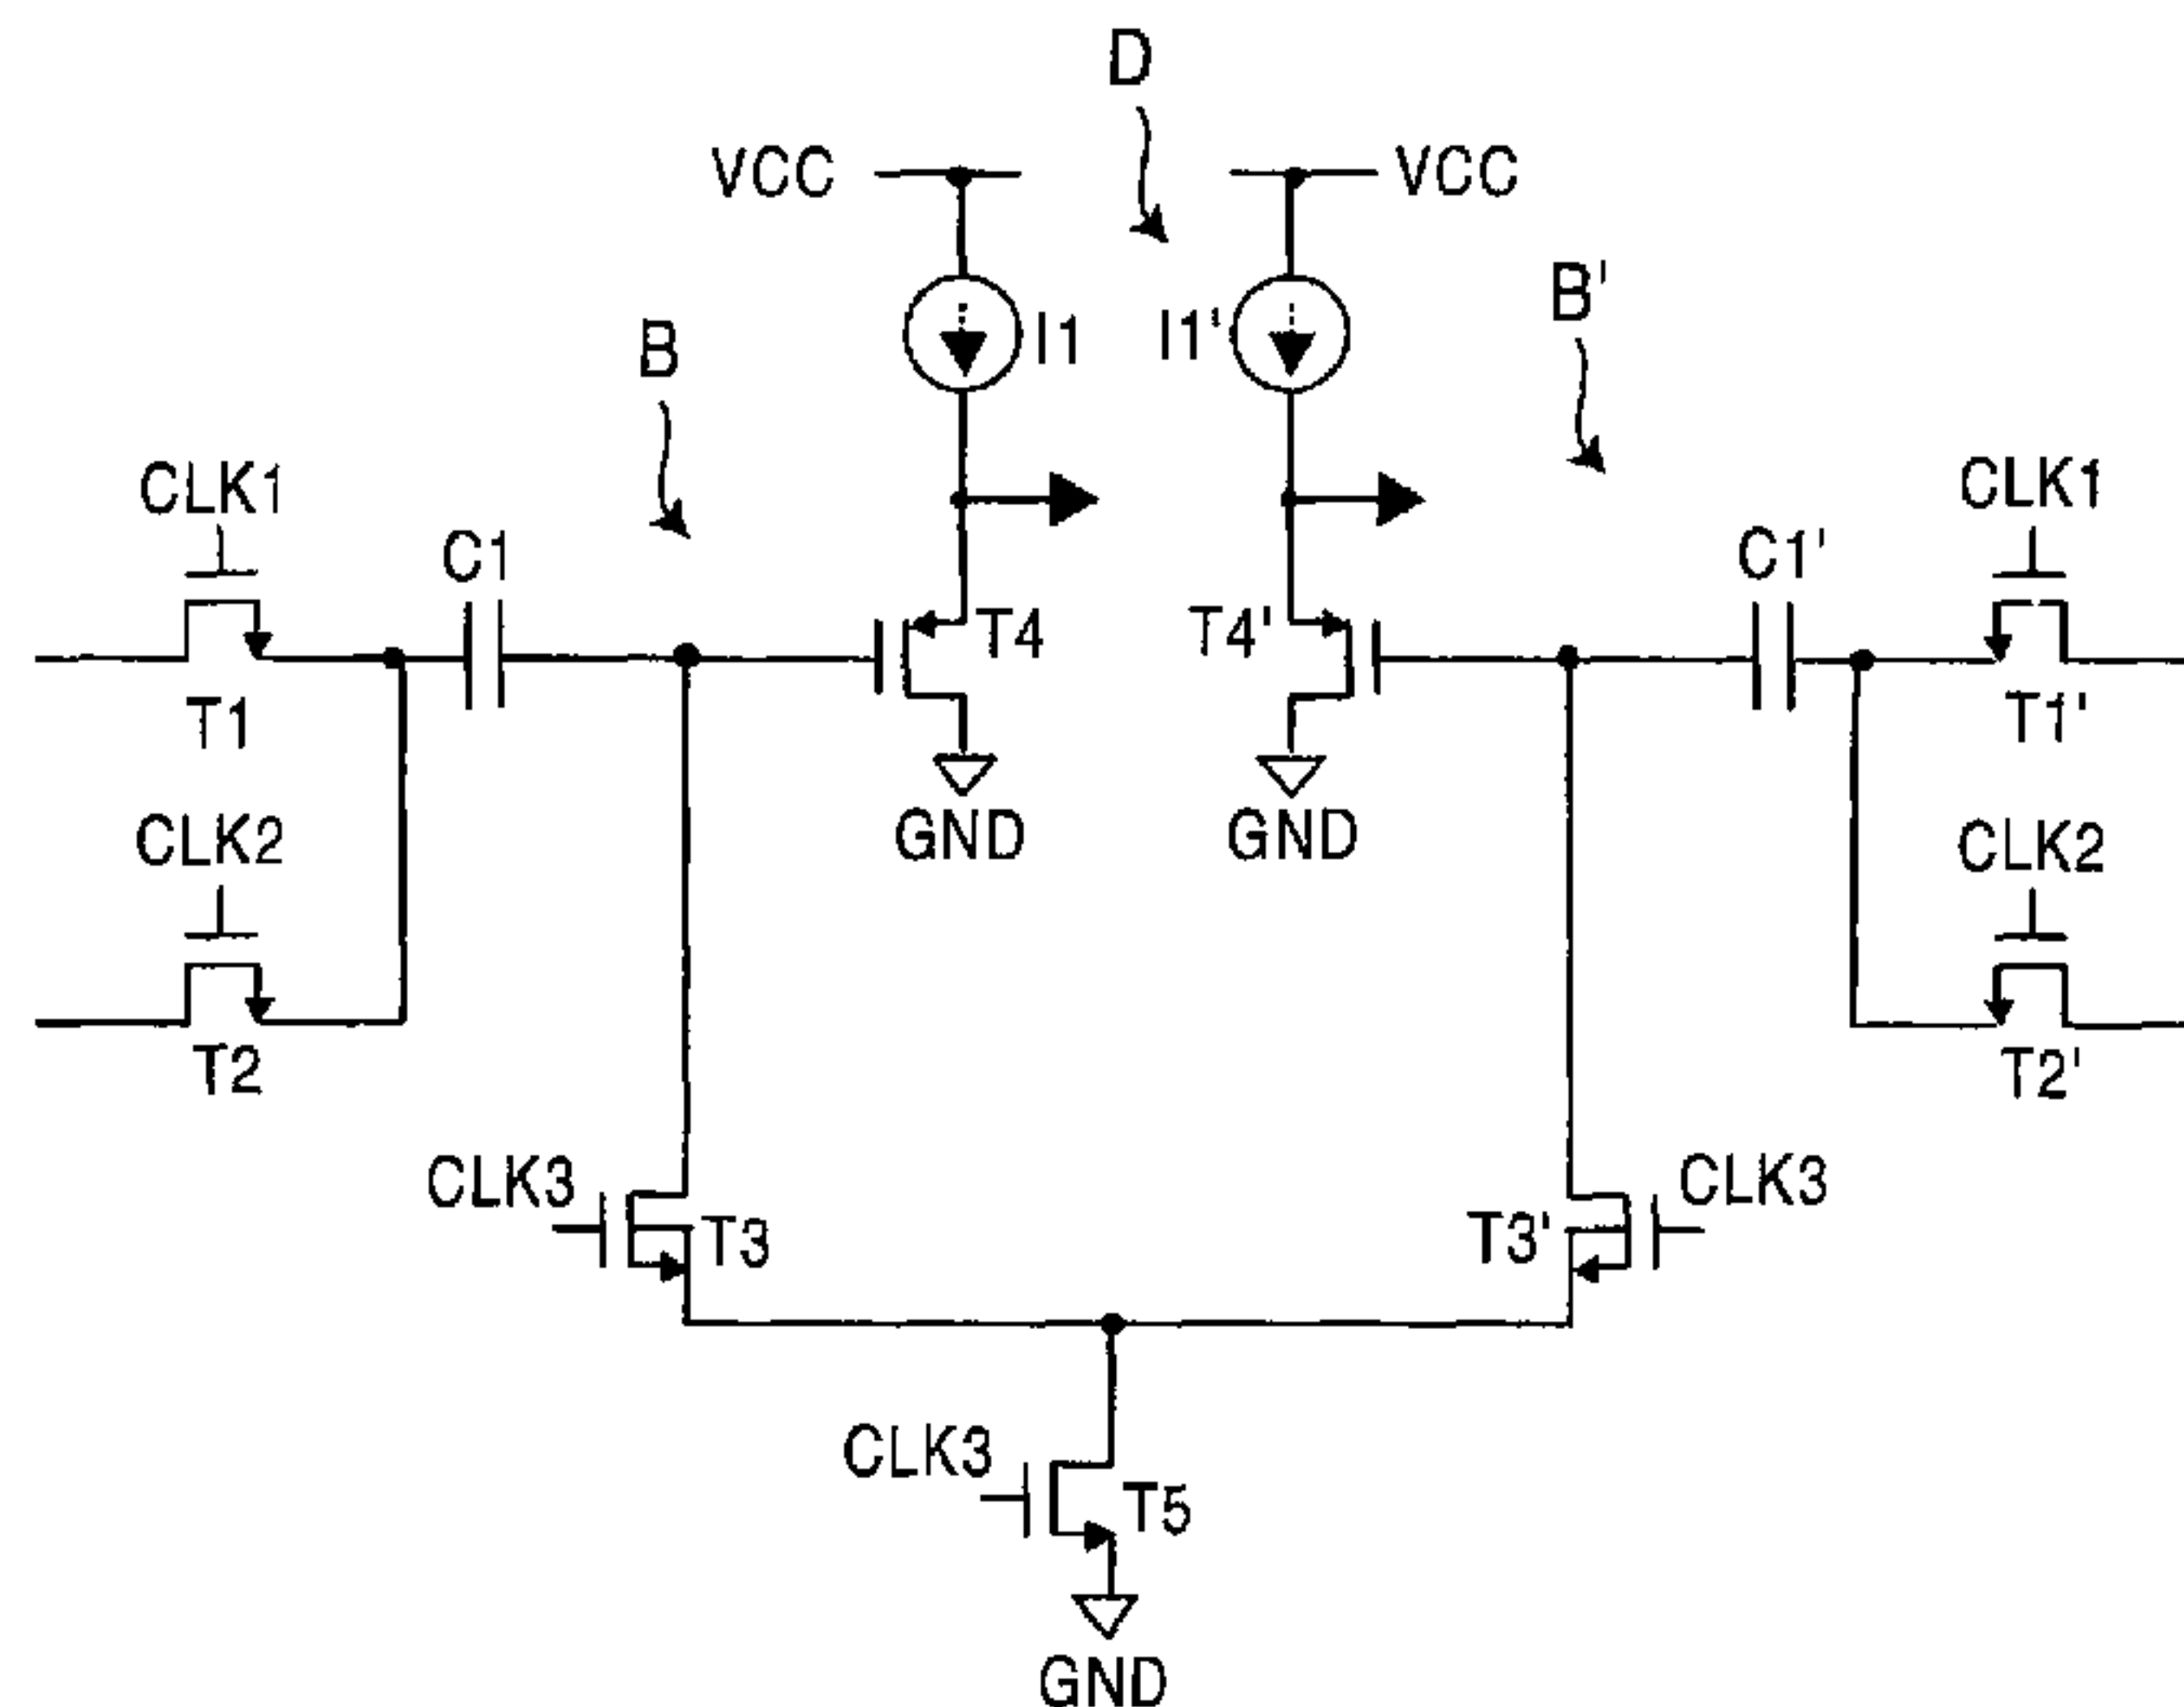 D
VCC
VCC
B'
B
I1
I1'
CLK1
CLK1
C1
C1'
T4
T4'
T1
T1'
GND
GND
CLK2
CLK2
T2
T2'
CLK3
CLK3
T3
T3'
CLK3
T5
GND